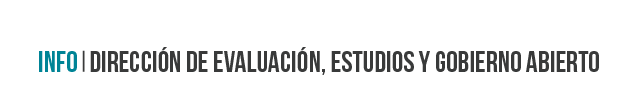 INFO | DIRECCIÓN DE EVALUACIÓN, ESTUDIOS Y GOBIERNO ABIERTO